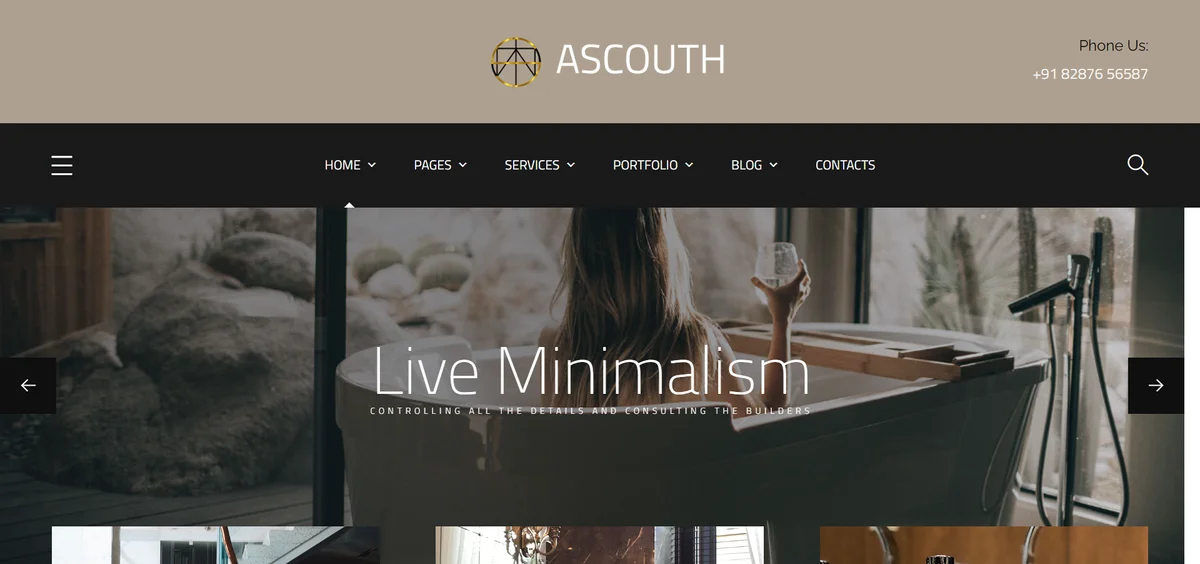 ASCOUTH
Phone Us:
+91 82876 56587
HOME PAGES SERVICES PORTFOLIO BLOG CONTACTS
Live Minimalism
CONTROLLING ALL THE DETAILS AND CONSULTING THE BUILDERS